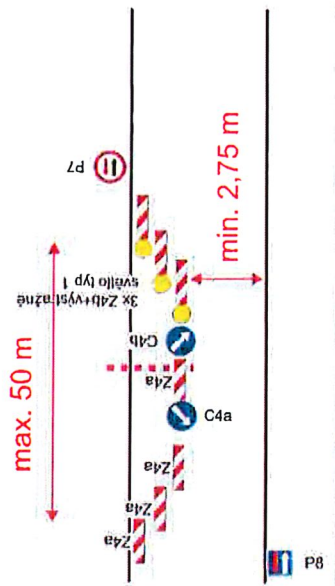 P7
max. 50 m
min. 2,75 m
3x Z4b+výstražné
světlo typ 1
C4b
Z4a
C4a
Z4a
Z4a
Z4a
P8